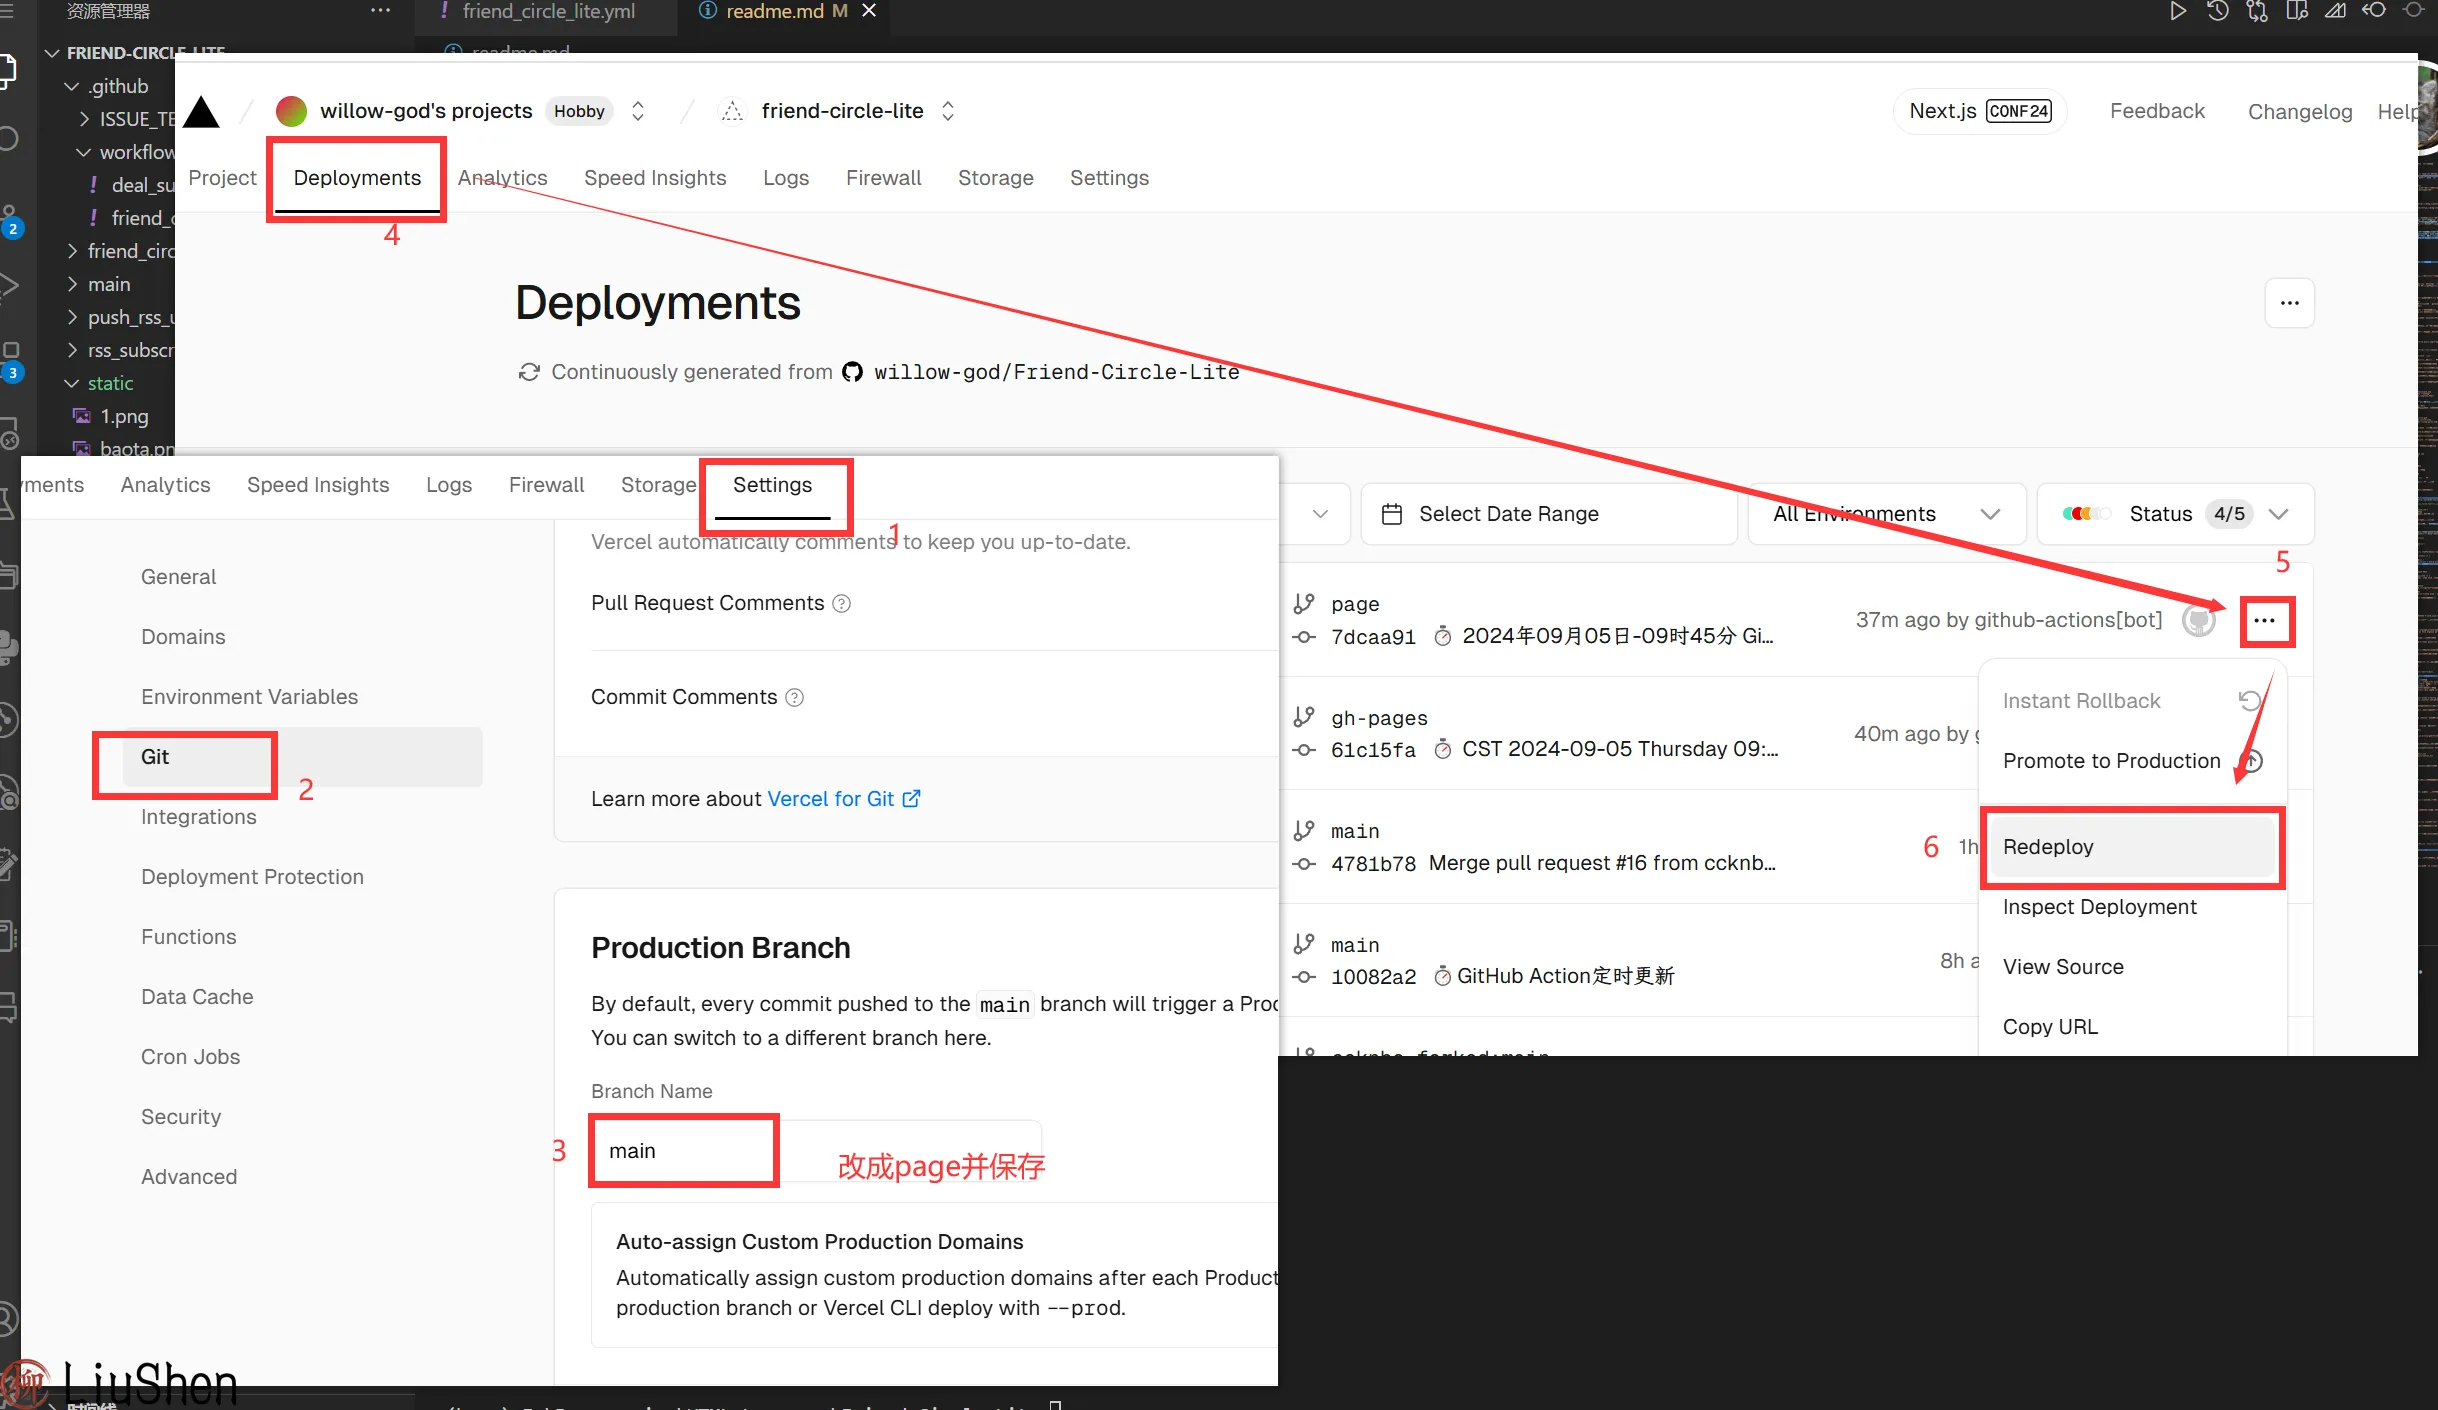 资源管理器
friend_circle_lite.yml
readme.md M
FRIEND-CIRCLE-LITE
readme.md
.github
ISSUE_TE
workflow
deal_su
friend_c
friend_circ
main
push_rss_u
rss_subscr
static
1.png
baota.pn
2
3
willow-god's projects Hobby
friend-circle-lite
Next.js CONF24
Feedback
Changelog
Help
Project Deployments Analytics Speed Insights Logs Firewall Storage Settings
4
Deployments
Continuously generated from willow-god/Friend-Circle-Lite
Select Date Range
All Environments
Status 4/5
5
page
7dcaa91 2024年09月05日-09时45分 Gi...
37m ago by github-actions[bot]
gh-pages
61c15fa CST 2024-09-05 Thursday 09:...
40m ago by g
main
4781b78 Merge pull request #16 from ccknb...
1h
main
10082a2 GitHub Action定时更新
8h a
Instant Rollback
Promote to Production
6
Redeploy
Inspect Deployment
View Source
Copy URL
yments Analytics Speed Insights Logs Firewall Storage Settings
1
General
Domains
Environment Variables
Git
2
Integrations
Deployment Protection
Functions
Data Cache
Cron Jobs
Security
Advanced
Vercel automatically comments to keep you up-to-date.
Pull Request Comments
Commit Comments
Learn more about Vercel for Git
Production Branch
By default, every commit pushed to the main branch will trigger a Proc
You can switch to a different branch here.
Branch Name
3
main
改成page并保存
Auto-assign Custom Production Domains
Automatically assign custom production domains after each Product
production branch or Vercel CLI deploy with --prod.
柳
LiuShen
时间线